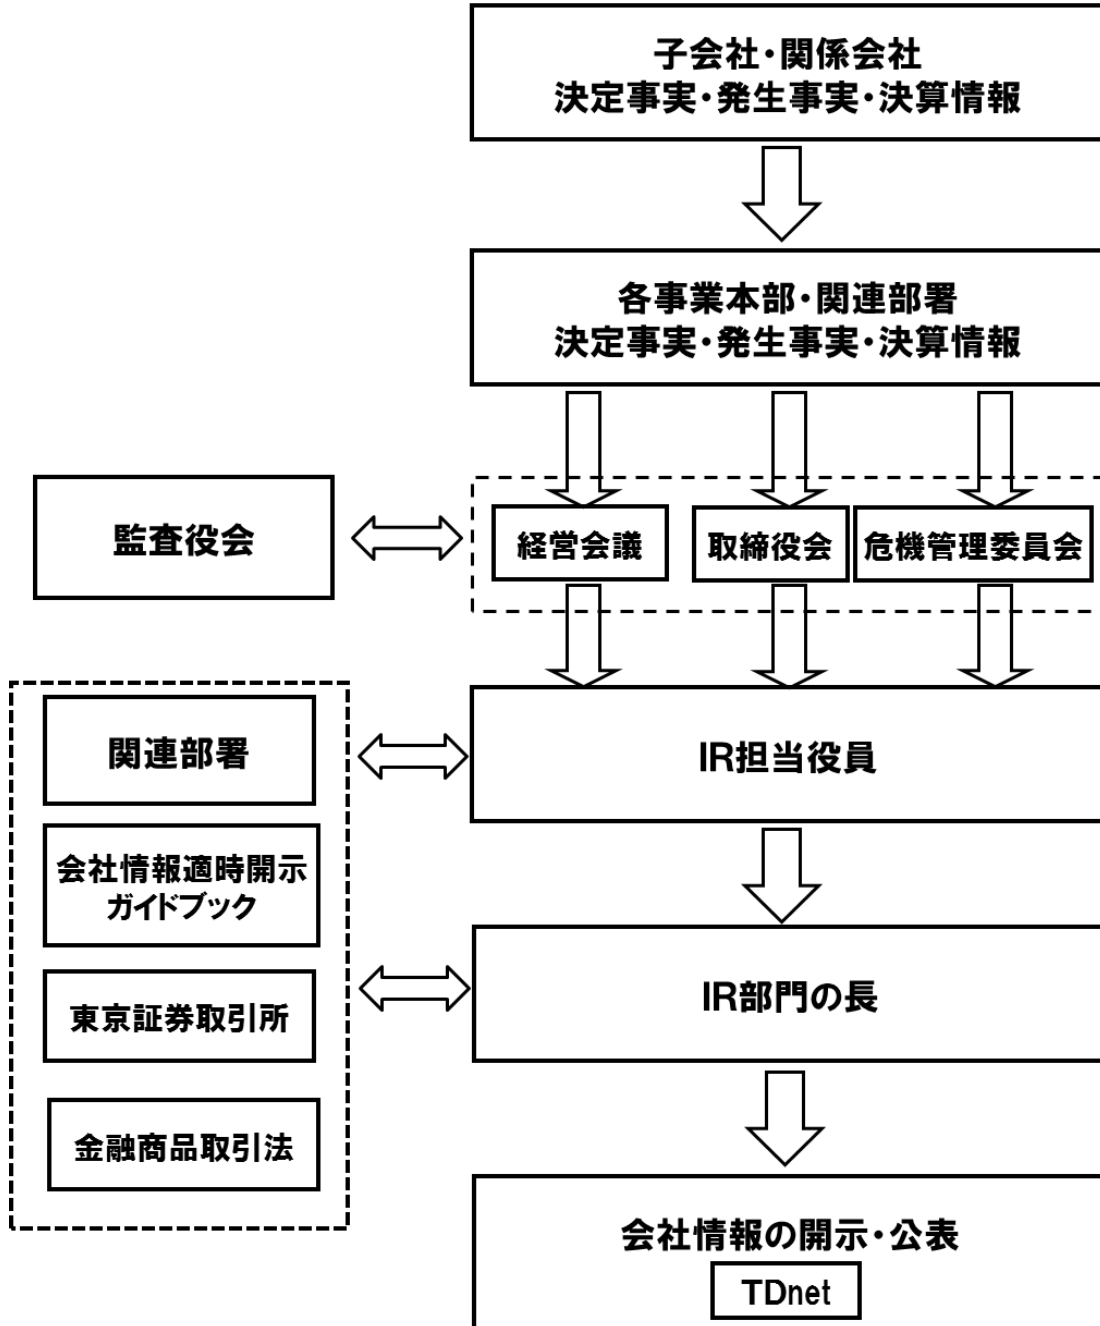 子会社・関係会社
決定事実・発生事実・決算情報
各事業本部・関連部署
決定事実・発生事実・決算情報
監査役会
経営会議
取締役会
危機管理委員会
関連部署
IR担当役員
会社情報適時開示
ガイドブック
東京証券取引所
IR部門の長
金融商品取引法
会社情報の開示・公表
TDnet